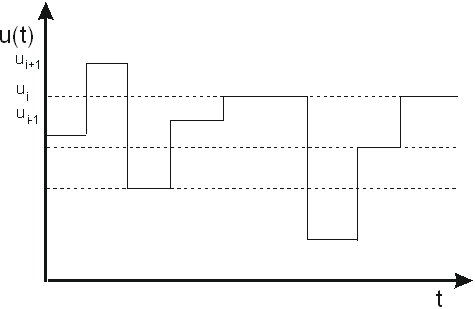 u(t)
u_{i+1}
u_i
u_{i-1}
t